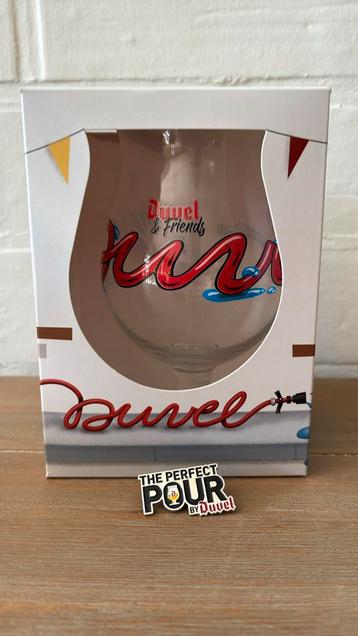 Duvel
& Friends
Duvel
THE PERFECT
POUR
BY Duvel